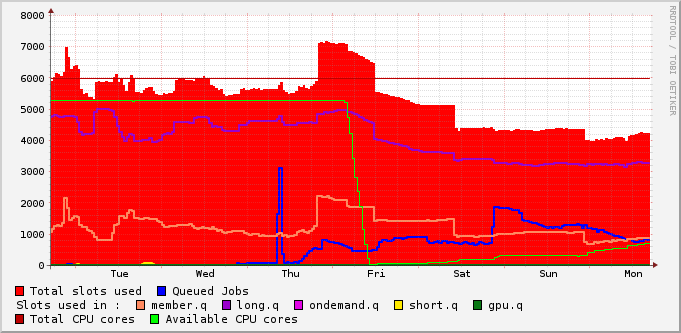 8000
7000
6000
5000
4000
3000
2000
1000
0
Tue Wed Thu Fri Sat Sun Mon
Total slots used Queued Jobs
Slots used in : member.q long.q ondemand.q short.q gpu.q
Total CPU cores Available CPU cores
RRDTOOL / TOBI OETIKER